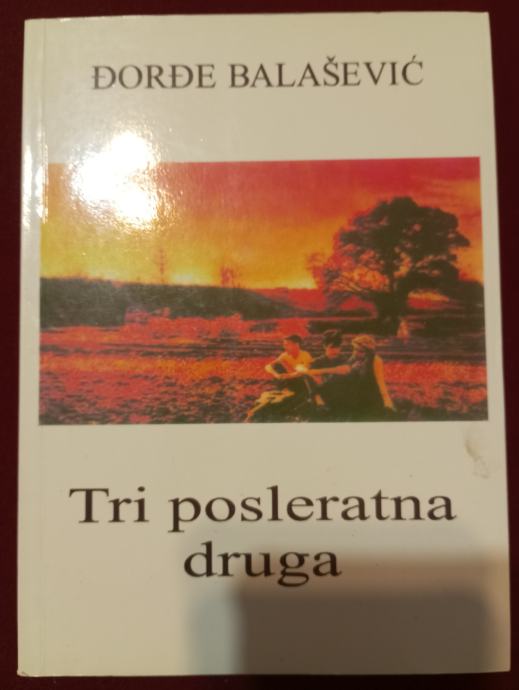 ĐORĐE BALAŠEVIĆ
Tri posleratna
druga